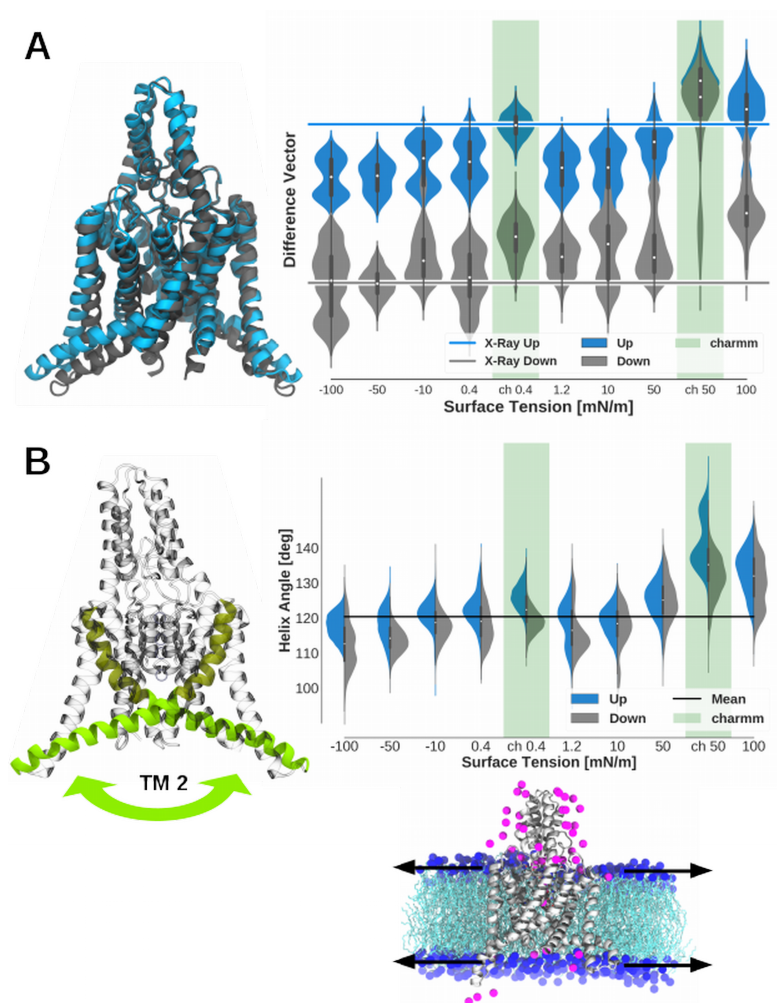 A
Difference Vector
X-Ray Up
Up
charmm
X-Ray Down
Down
-100 -50 -10 0.4 ch 0.4 1.2 10 50 ch 50 100
Surface Tension [mN/m]
B
Helix Angle [deg]
140
130
120
110
100
Up
Mean
Down
charmm
-100 -50 -10 0.4 ch 0.4 1.2 10 50 ch 50 100
Surface Tension [mN/m]
TM 2